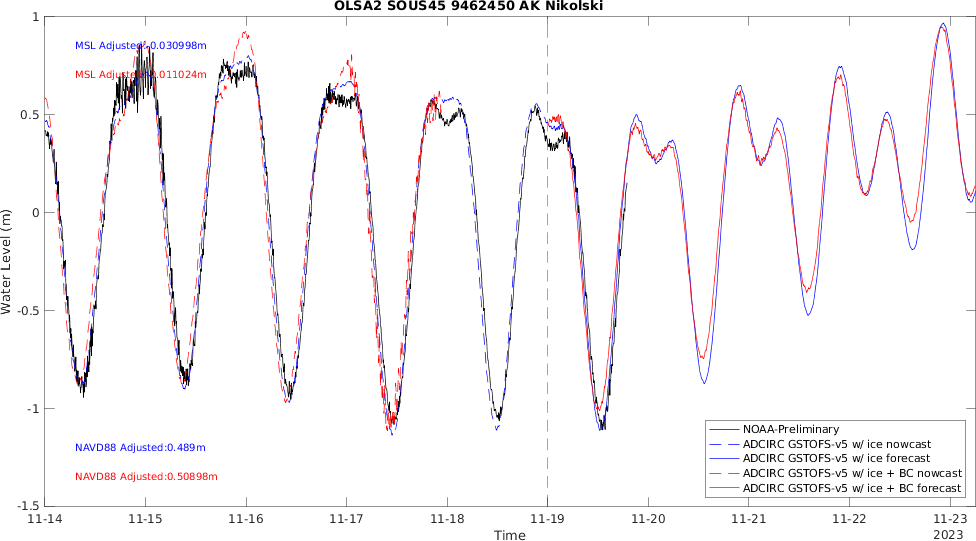 OLSA2 SOUS45 9462450 AK Nikolski
1
0.5
0
-0.5
-1
-1.5
Water Level (m)
MSL Adjusted:0.030998m
MSL Adjusted:0.011024m
NAVD88 Adjusted:0.489m
NAVD88 Adjusted:0.50898m
NOAA-Preliminary
ADCIRC GSTOFS-v5 w/ ice nowcast
ADCIRC GSTOFS-v5 w/ ice forecast
ADCIRC GSTOFS-v5 w/ ice + BC nowcast
ADCIRC GSTOFS-v5 w/ ice + BC forecast
11-14 11-15 11-16 11-17 11-18 11-19 11-20 11-21 11-22 11-23
Time
2023